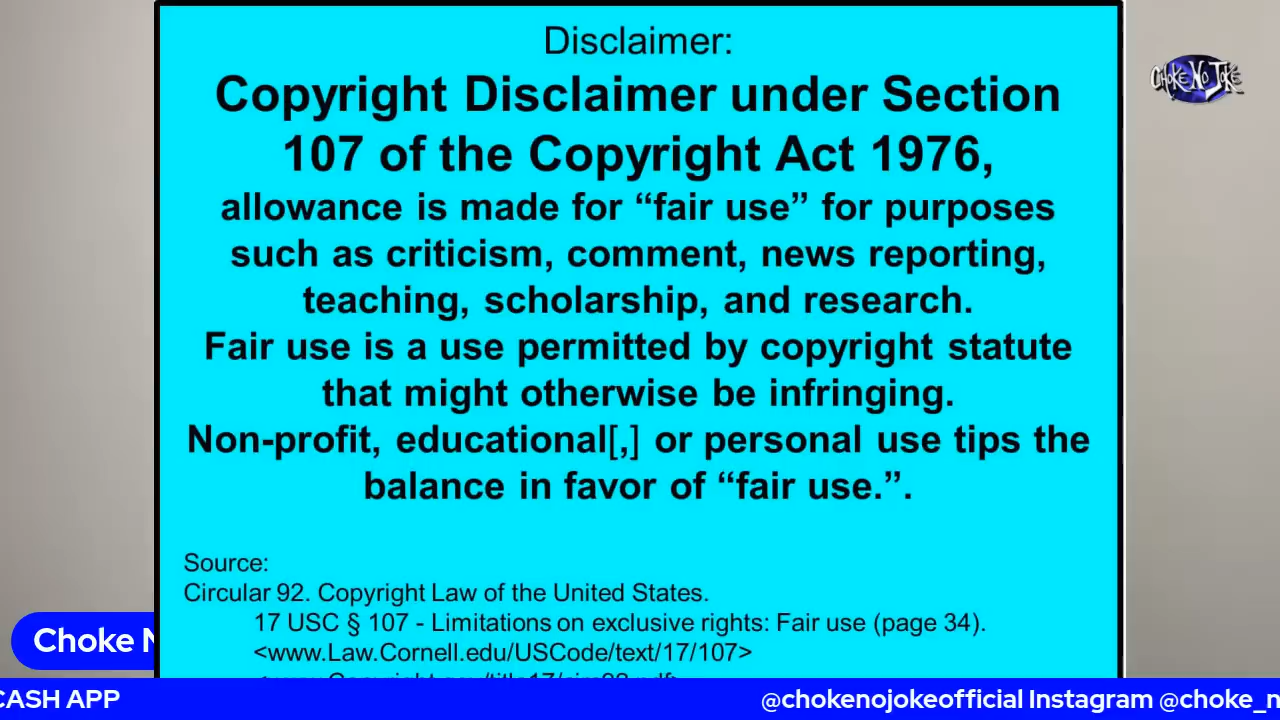 Disclaimer:
Copyright Disclaimer under Section
107 of the Copyright Act 1976,
allowance is made for “fair use” for purposes
such as criticism, comment, news reporting,
teaching, scholarship, and research.
Fair use is a use permitted by copyright statute
that might otherwise be infringing.
Non-profit, educational[,] or personal use tips the
balance in favor of “fair use.”.
Source:
Circular 92. Copyright Law of the United States.
17 USC § 107 - Limitations on exclusive rights: Fair use (page 34).
<www.Law.Cornell.edu/USCode/text/17/107>
CHOKE NO JOKE
Choke N
CASH APP
@chokenojokeofficial Instagram @choke_n